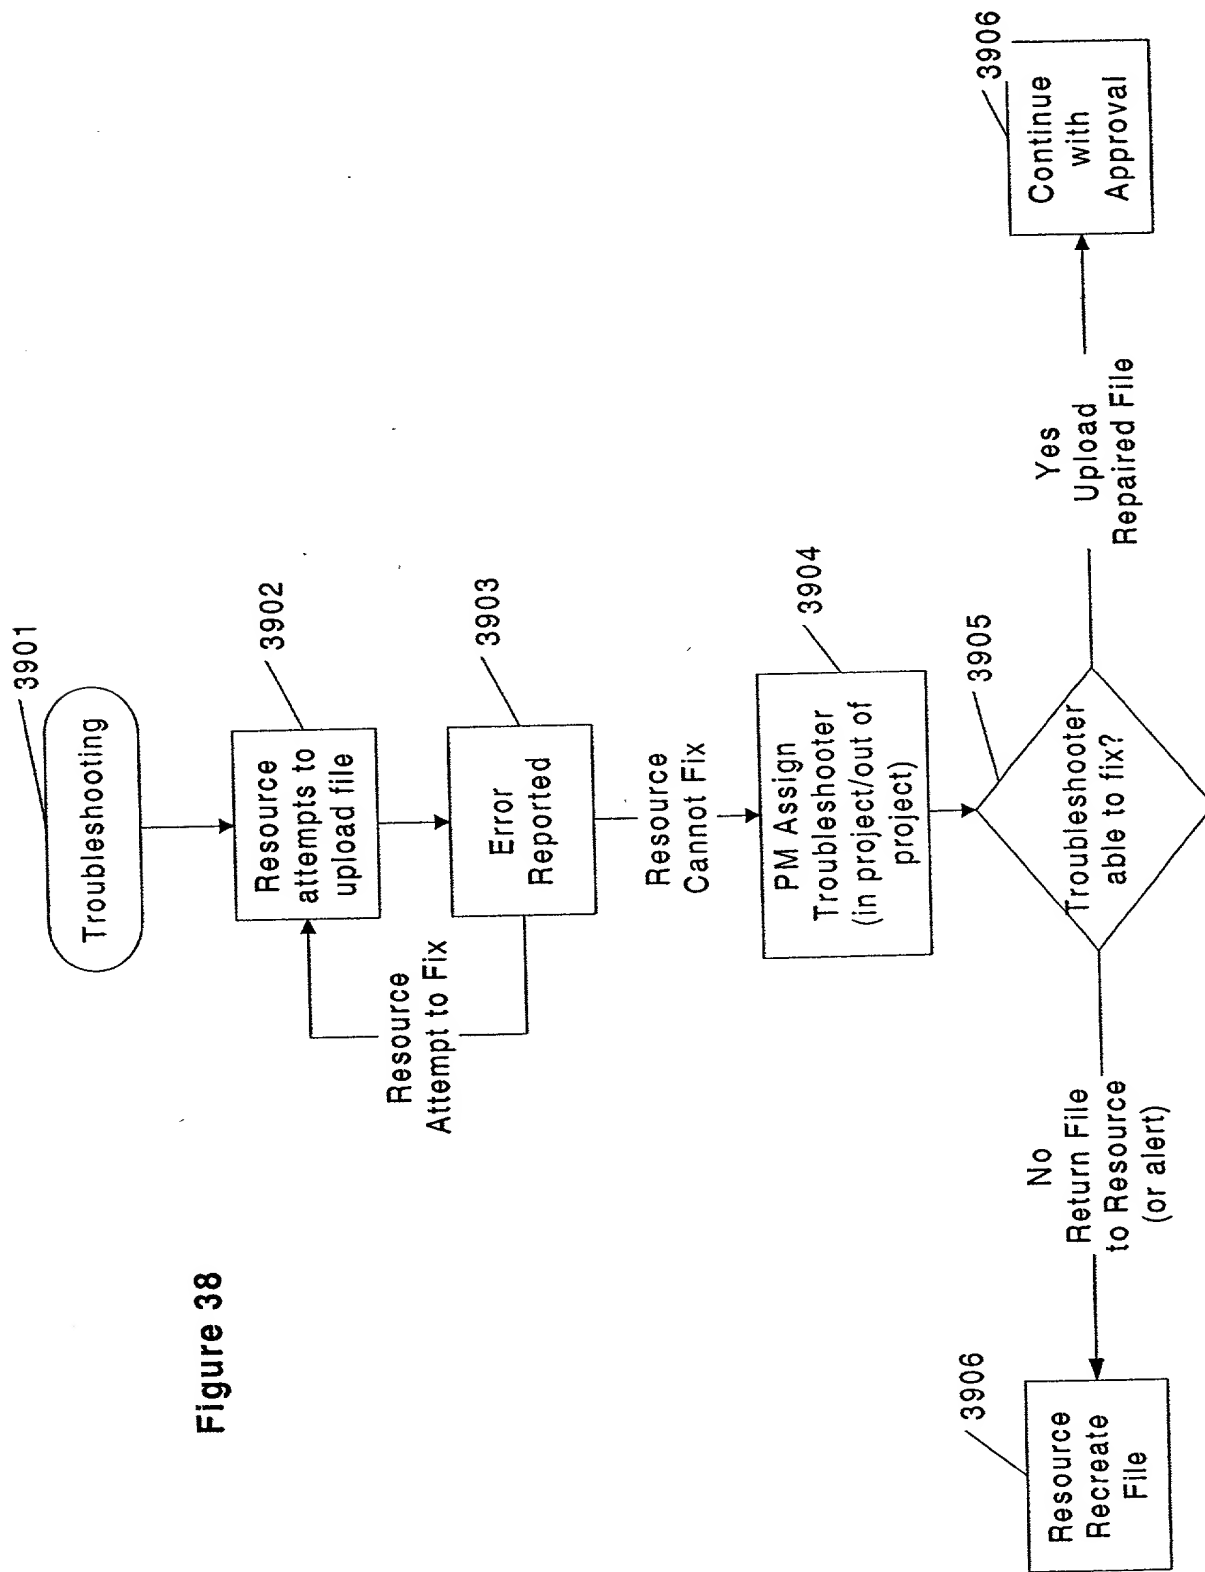 Figure 38
3901
Troubleshooting
3902
Resource
attempts to
upload file
3903
Error
Reported
Resource
Attempt to Fix
Resource
Cannot Fix
3904
PM Assign
Troubleshooter
(in project/out of
project)
3905
Troubleshooter
able to fix?
No
Return File
to Resource
(or alert)
3906
Resource
Recreate
File
Yes
Upload
Repaired File
3906
Continue
with
Approval